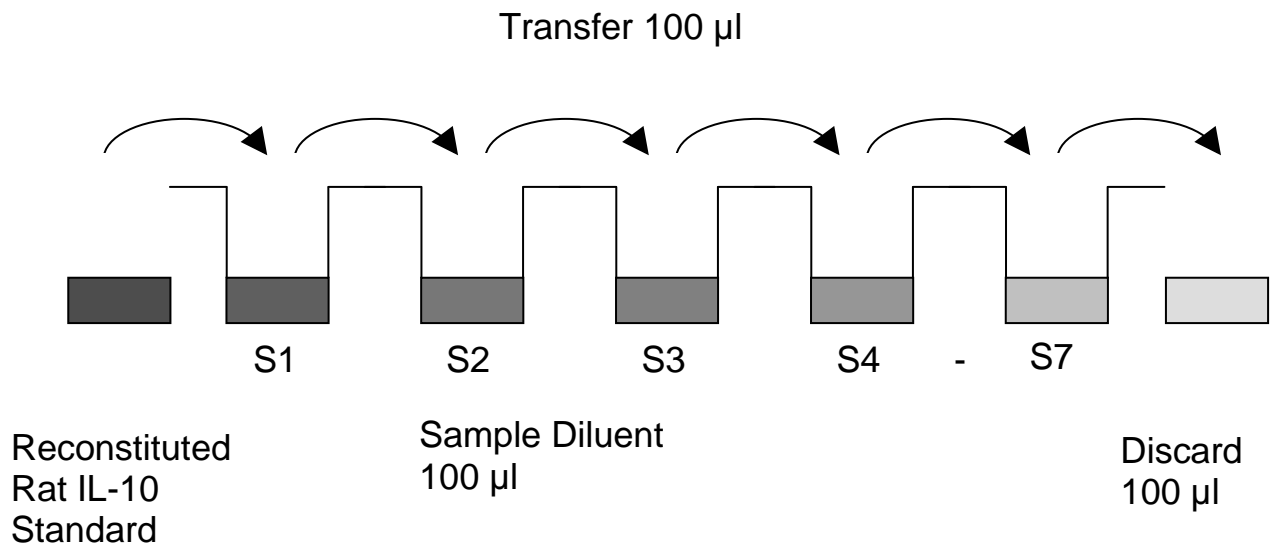 Transfer 100 µl
S1 S2 S3 S4 - S7
Reconstituted
Rat IL-10
Standard
Sample Diluent
100 µl
Discard
100 µl